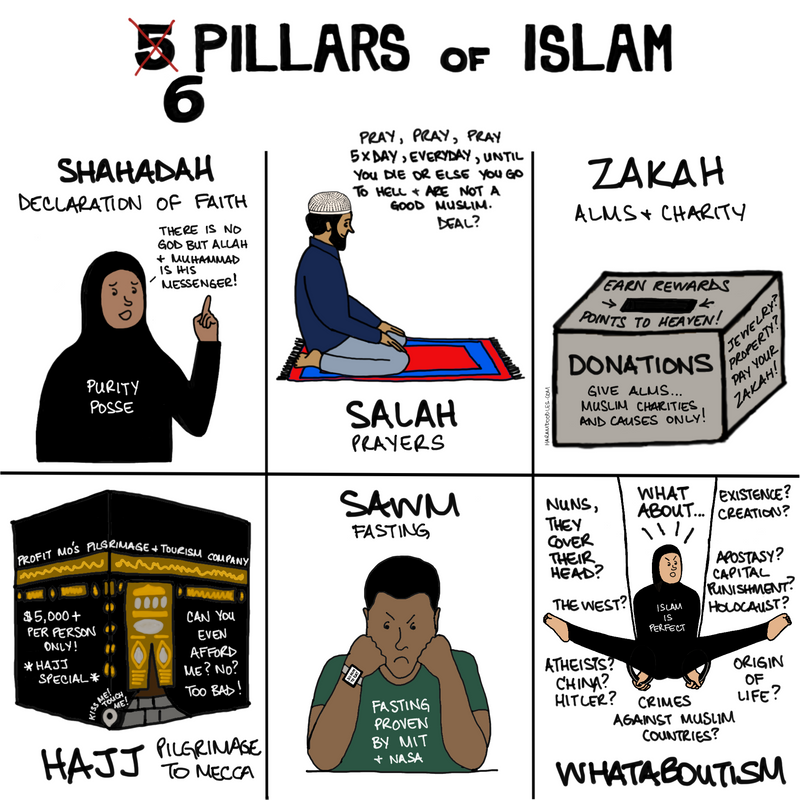 5 PILLARS OF ISLAM
6
SHAHADAH
DECLARATION OF FAITH
THERE IS NO
GOD BUT ALLAH
+ MUHAMMAD
IS HIS
MESSENGER!
PURITY
POSSE
PRAY, PRAY, PRAY
5XDAY, EVERYDAY, UNTIL
YOU DIE OR ELSE YOU GO
TO HELL + ARE NOT A
GOOD MUSLIM.
DEAL?
SALAH
PRAYERS
ZAKAH
ALMS + CHARITY
EARN REWARDS
POINTS TO HEAVEN!
DONATIONS
GIVE ALMS...
MUSLIM CHARITIES
AND CAUSES ONLY!
JEWELRY?
PROPERTY?
PAY YOUR
ZAKAH!
HARAMDOODLES.COM
PROFIT MO'S PILGRIMAGE + TOURISM COMPANY
$5,000+
PER PERSON
ONLY!
*HAJJ
SPECIAL*
CAN YOU
EVEN
AFFORD
ME? NO?
TOO BAD!
KISS ME!
TOUCH
ME!
HAJJ PILGRIMAGE
TO MECCA
SAWM
FASTING
FASTING
PROVEN
BY MIT
+ NASA
WHAT
ABOUT...
NUNS,
THEY
COVER
THEIR
HEAD?
THE WEST?
EXISTENCE?
CREATION?
APOSTASY?
CAPITAL
PUNISHMENT?
HOLOCAUST?
ISLAM
IS
PERFECT
ATHEISTS?
CHINA?
HITLER?
CRIMES
AGAINST MUSLIM
COUNTRIES?
ORIGIN
OF
LIFE?
WHATABOUTISM